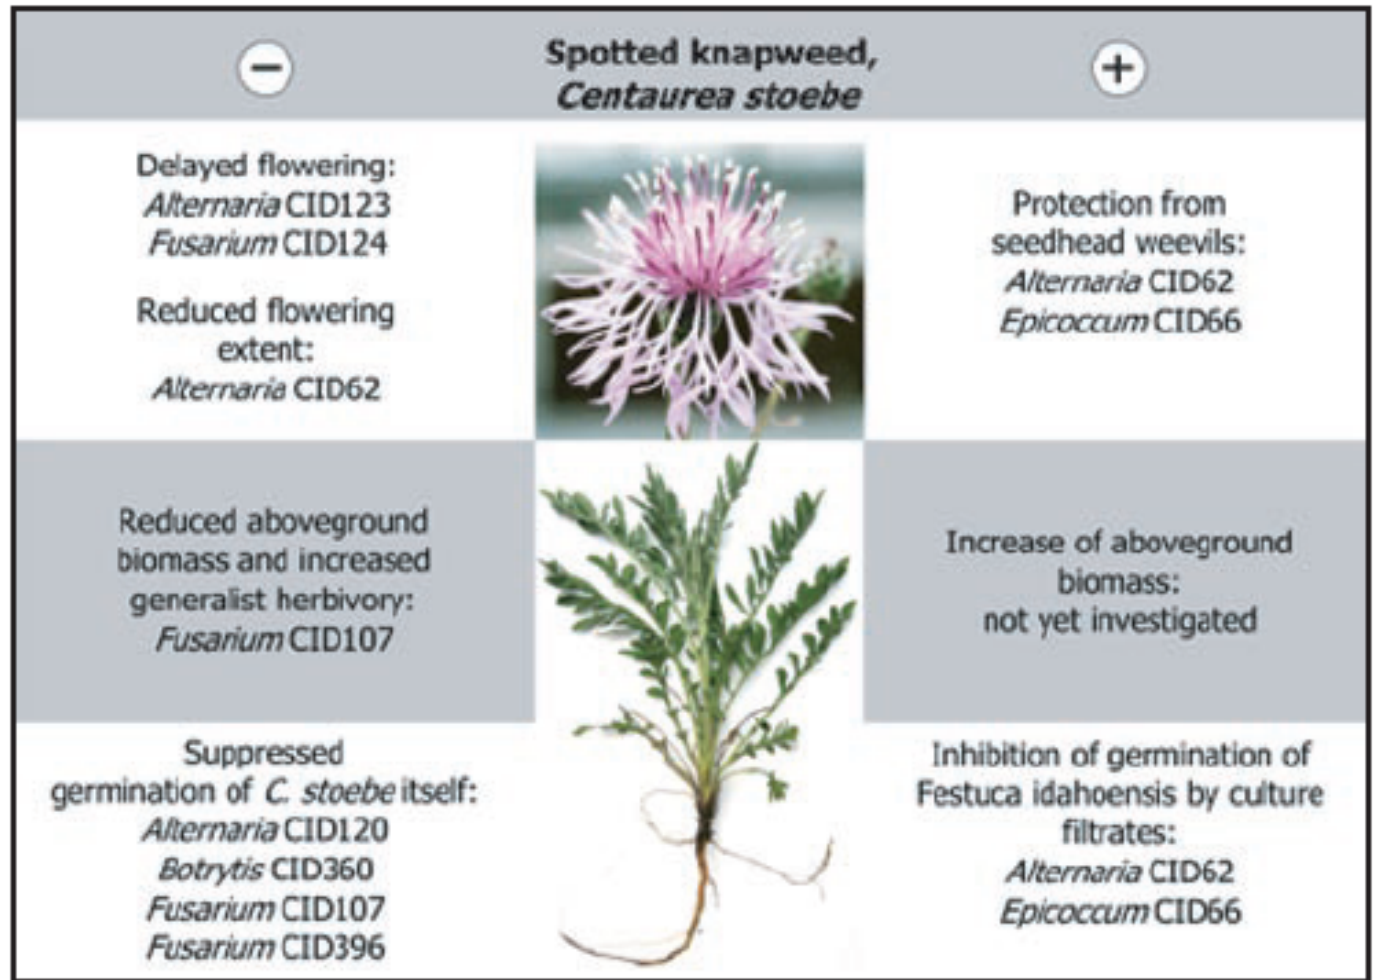 −
Spotted knapweed,
Centaurea stoebe
+
Delayed flowering:
Alternaria CID123
Fusarium CID124
Reduced flowering
extent:
Alternaria CID62
Protection from
seedhead weevils:
Alternaria CID62
Epicoccum CID66
Reduced aboveground
biomass and increased
generalist herbivory:
Fusarium CID107
Increase of aboveground
biomass:
not yet investigated
Suppressed
germination of C. stoebe itself:
Alternaria CID120
Botrytis CID360
Fusarium CID107
Fusarium CID396
Inhibition of germination of
Festuca idahoensis by culture
filtrates:
Alternaria CID62
Epicoccum CID66